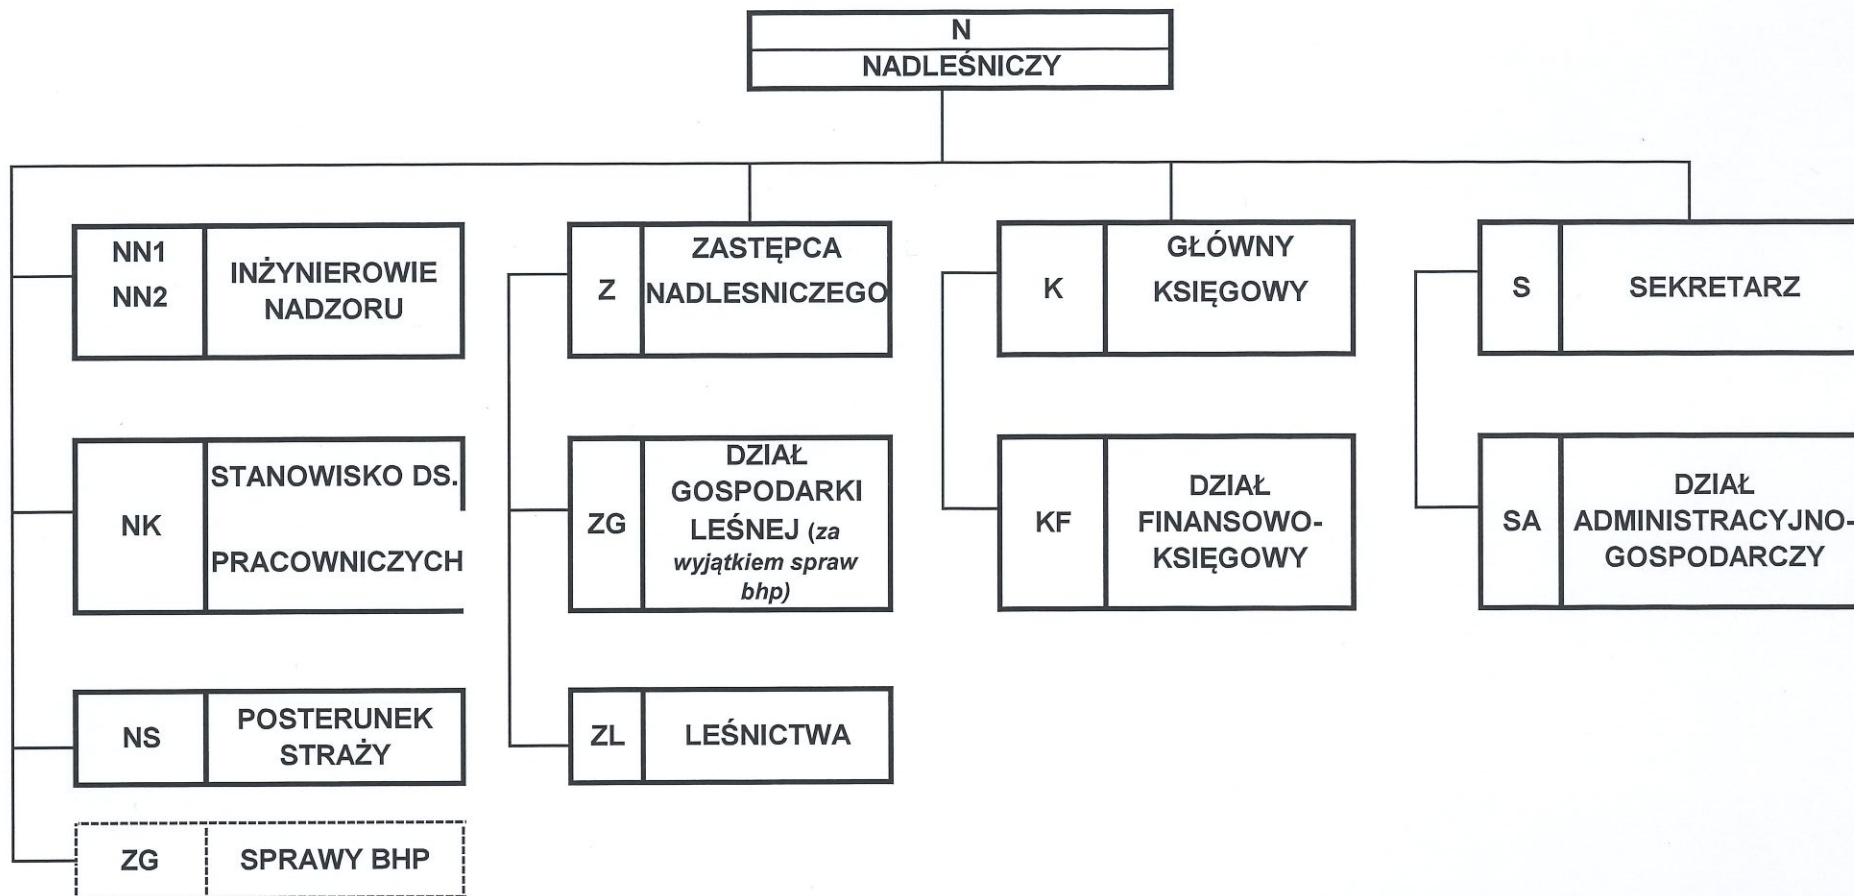 N
NADLEŚNICZY
NN1
NN2
INŻYNIEROWIE
NADZORU
Z
ZASTĘPCA
NADLESNICZEGO
K
GŁÓWNY
KSIĘGOWY
S
SEKRETARZ
NK
STANOWISKO DS.
PRACOWNICZYCH
ZG
DZIAŁ
GOSPODARKI
LEŚNEJ (za
wyjątkiem spraw
bhp)
KF
DZIAŁ
FINANSOWO-
KSIĘGOWY
SA
DZIAŁ
ADMINISTRACYJNO-
GOSPODARCZY
NS
POSTERUNEK
STRAŻY
ZL
LEŚNICTWA
ZG
SPRAWY BHP